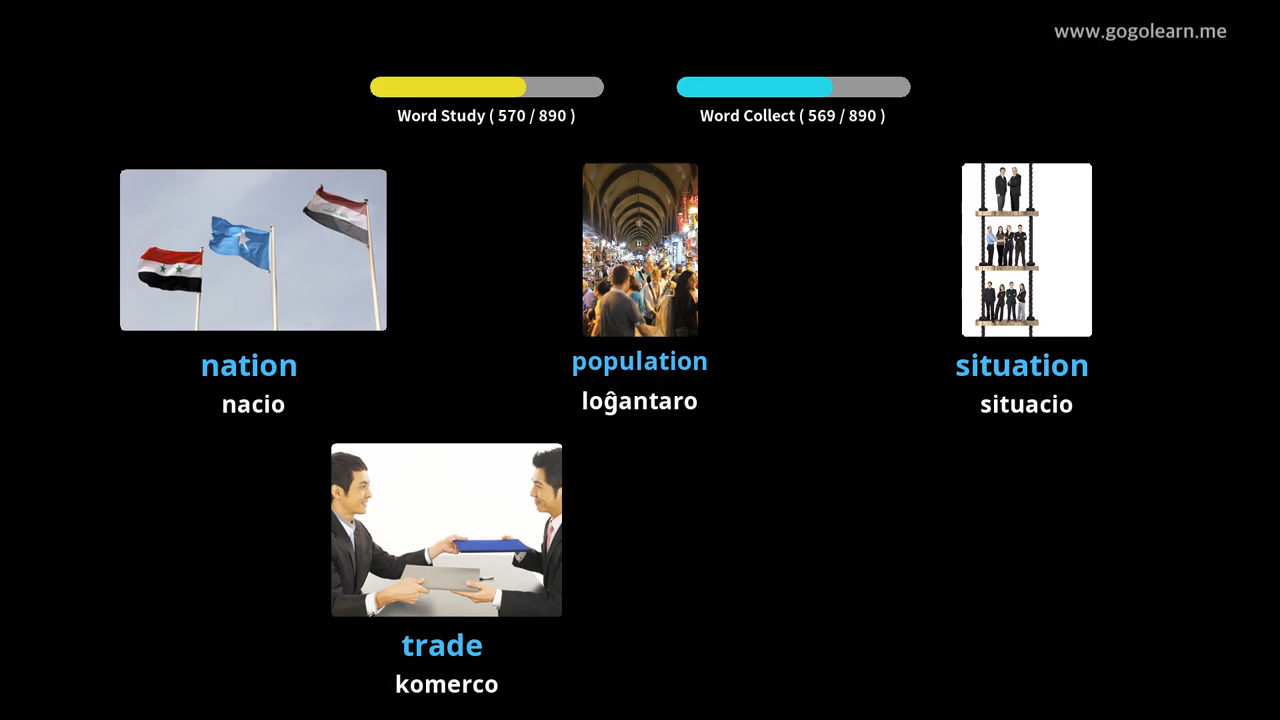 www.gogolearn.me
Word Study ( 570 / 890 )
Word Collect ( 569 / 890 )
nation
nacio
population
loĝantaro
situation
situacio
trade
komerco